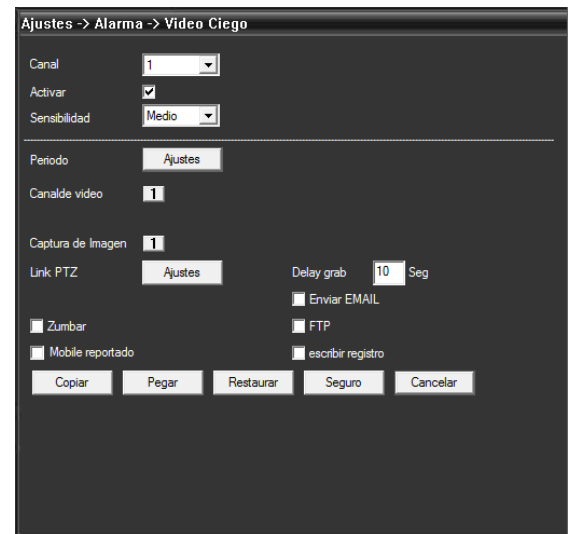 Ajustes -> Alarma -> Video Ciego
Canal 1
Activar
Sensibilidad Medio
Periodo Ajustes
Canalde video 1
Captura de Imagen 1
Link PTZ Ajustes Delay grab 10 Seg
Enviar EMAIL
Zumbar FTP
Mobile reportado escribir registro
Copiar Pegar Restaurar Seguro Cancelar